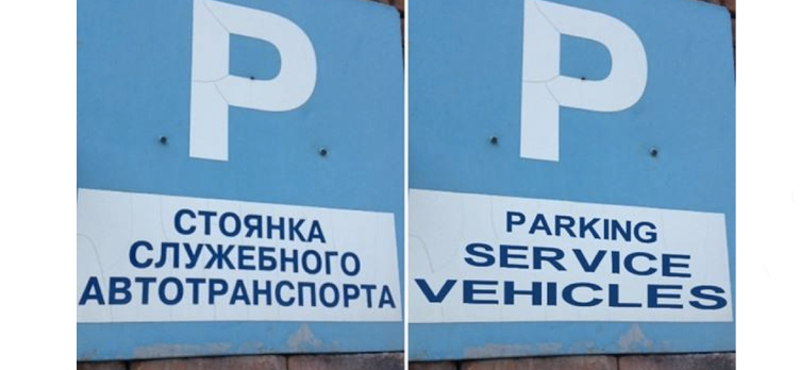 P
СТОЯНКА
СЛУЖЕБНОГО
АВТОТРАНСПОРТА
P
PARKING
SERVICE
VEHICLES